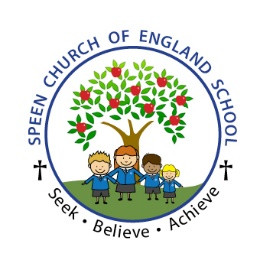 SPEEN CHURCH OF ENGLAND SCHOOL
Seek • Believe • Achieve